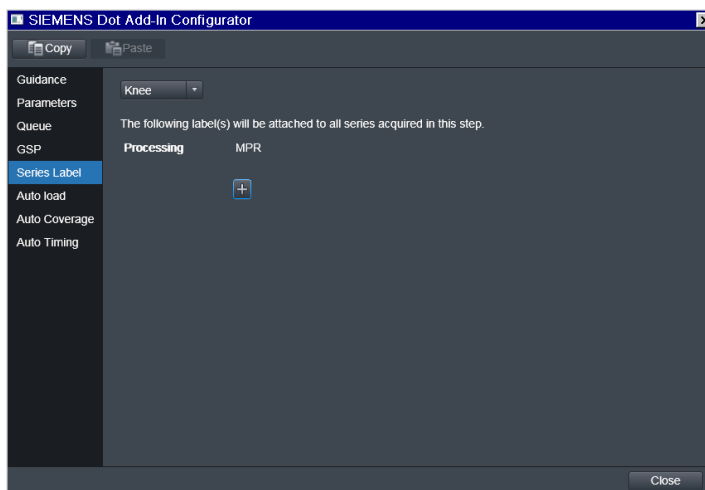 SIEMENS Dot Add-In Configurator
Copy
Paste
Guidance
Parameters
Queue
GSP
Series Label
Auto load
Auto Coverage
Auto Timing
Knee
The following label(s) will be attached to all series acquired in this step.
Processing MPR
Close